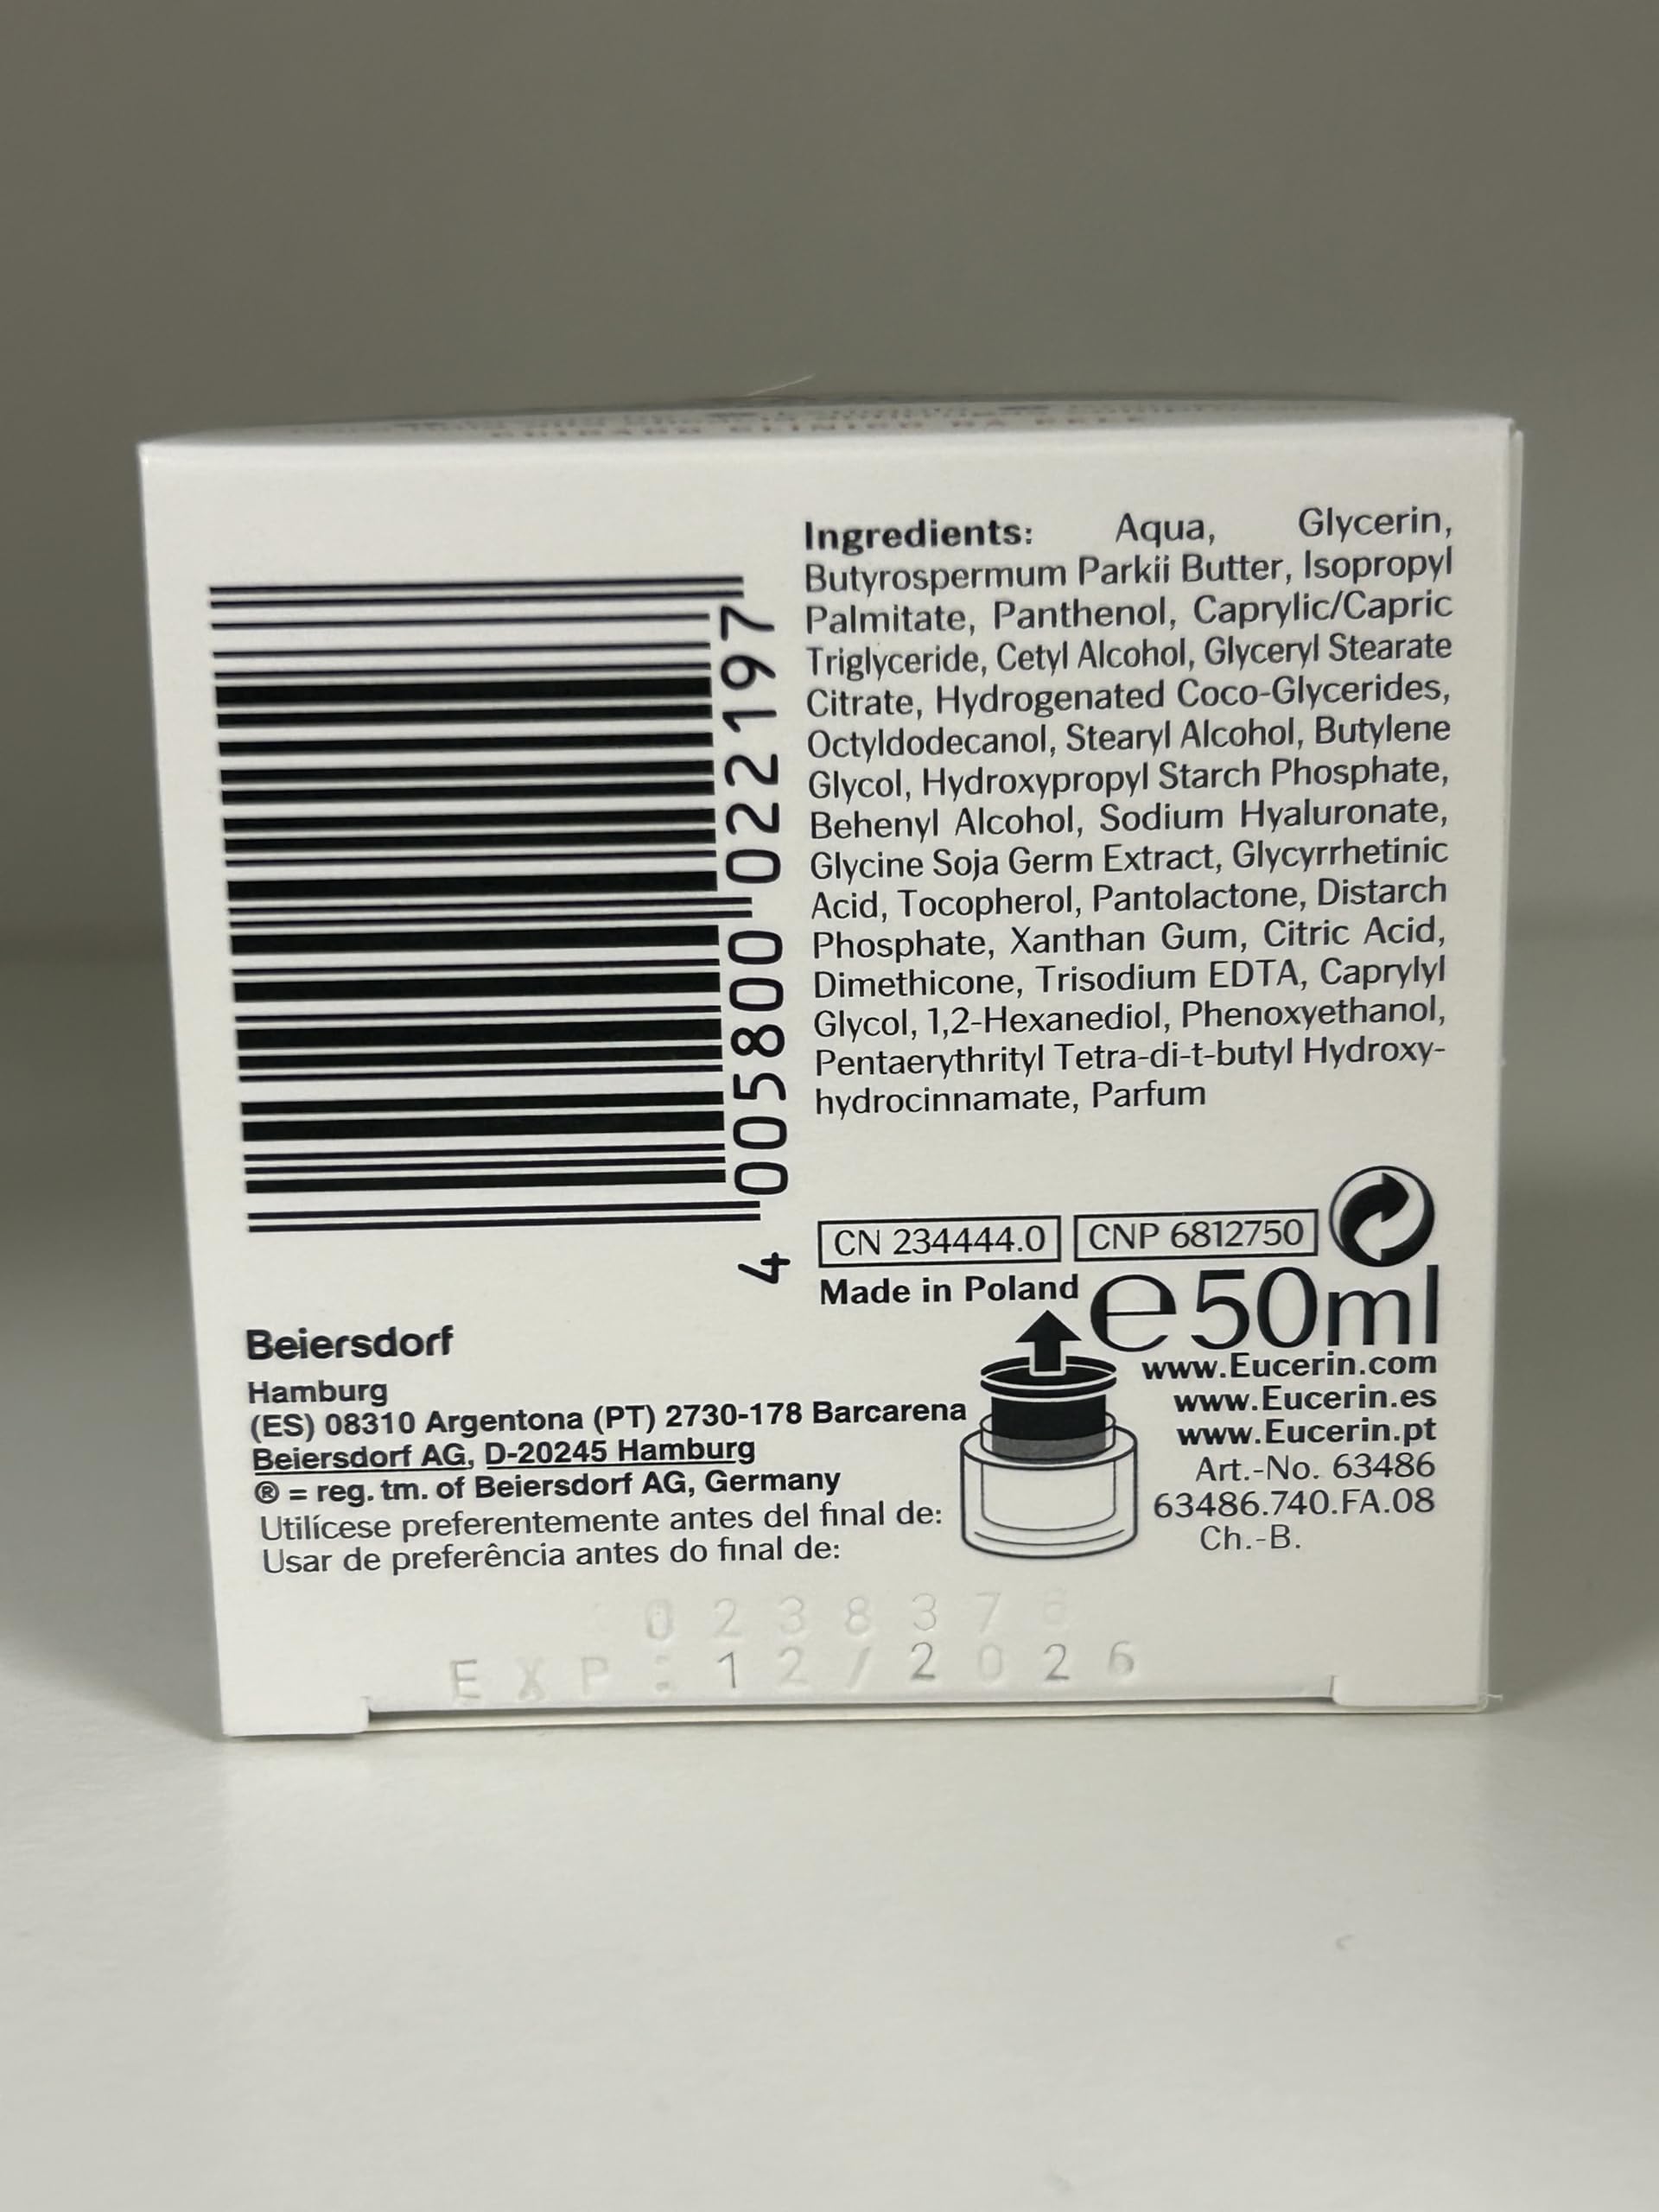 Ingredients: Aqua, Glycerin,
Butyrospermum Parkii Butter, Isopropyl
Palmitate, Panthenol, Caprylic/Capric
Triglyceride, Cetyl Alcohol, Glyceryl Stearate
Citrate, Hydrogenated Coco-Glycerides,
Octyldodecanol, Stearyl Alcohol, Butylene
Glycol, Hydroxypropyl Starch Phosphate,
Behenyl Alcohol, Sodium Hyaluronate,
Glycine Soja Germ Extract, Glycyrrhetinic
Acid, Tocopherol, Pantolactone, Distarch
Phosphate, Xanthan Gum, Citric Acid,
Dimethicone, Trisodium EDTA, Caprylyl
Glycol, 1,2-Hexanediol, Phenoxyethanol,
Pentaerythrityl Tetra-di-t-butyl Hydroxy-
hydrocinnamate, Parfum
4 005800 022197
CN 234444.0 CNP 6812750
Made in Poland e 50ml
Beiersdorf
Hamburg
(ES) 08310 Argentona (PT) 2730-178 Barcarena
Beiersdorf AG, D-20245 Hamburg
® = reg. tm. of Beiersdorf AG, Germany
Utilícese preferentemente antes del final de:
Usar de preferência antes do final de:
www.Eucerin.com
www.Eucerin.es
www.Eucerin.pt
Art.-No. 63486
63486.740.FA.08
Ch.-B.
EXP:12/2026